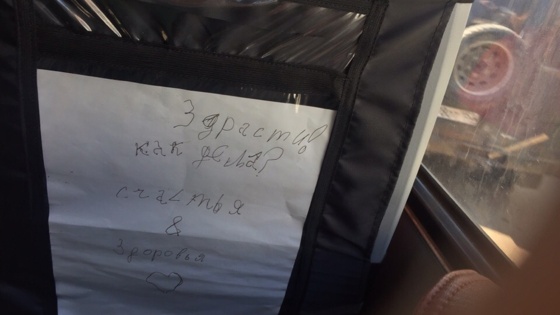 Здрасти!
как дела?
счастья
&
здоровья